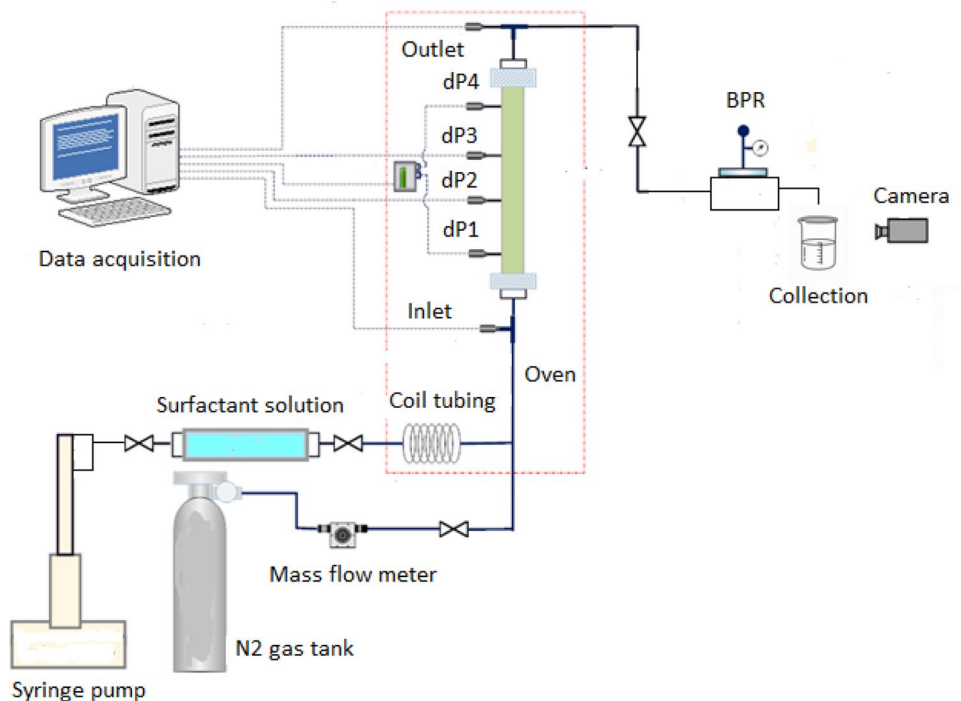 Outlet
dP4
BPR
dP3
dP2
Camera
dP1
Data acquisition
Collection
Inlet
Oven
Surfactant solution
Coil tubing
Mass flow meter
N2 gas tank
Syringe pump